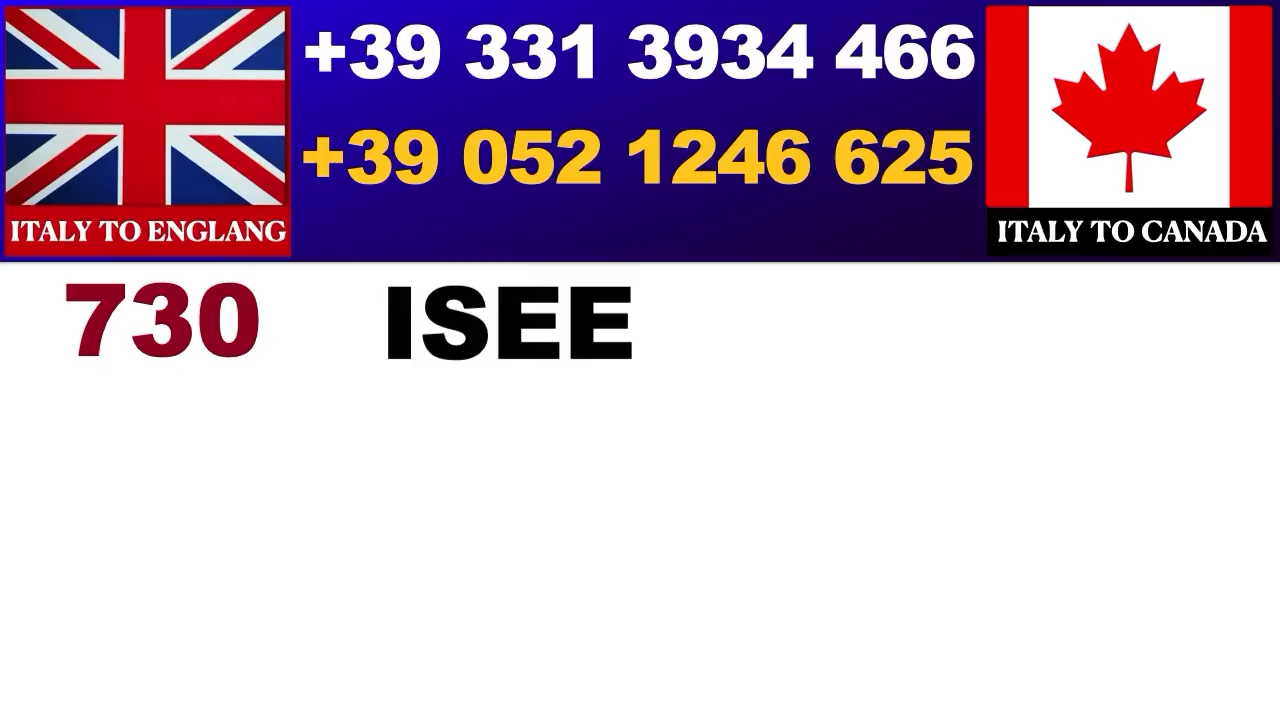 +39 331 3934 466
+39 052 1246 625
ITALY TO ENGLANG
ITALY TO CANADA
730 ISEE